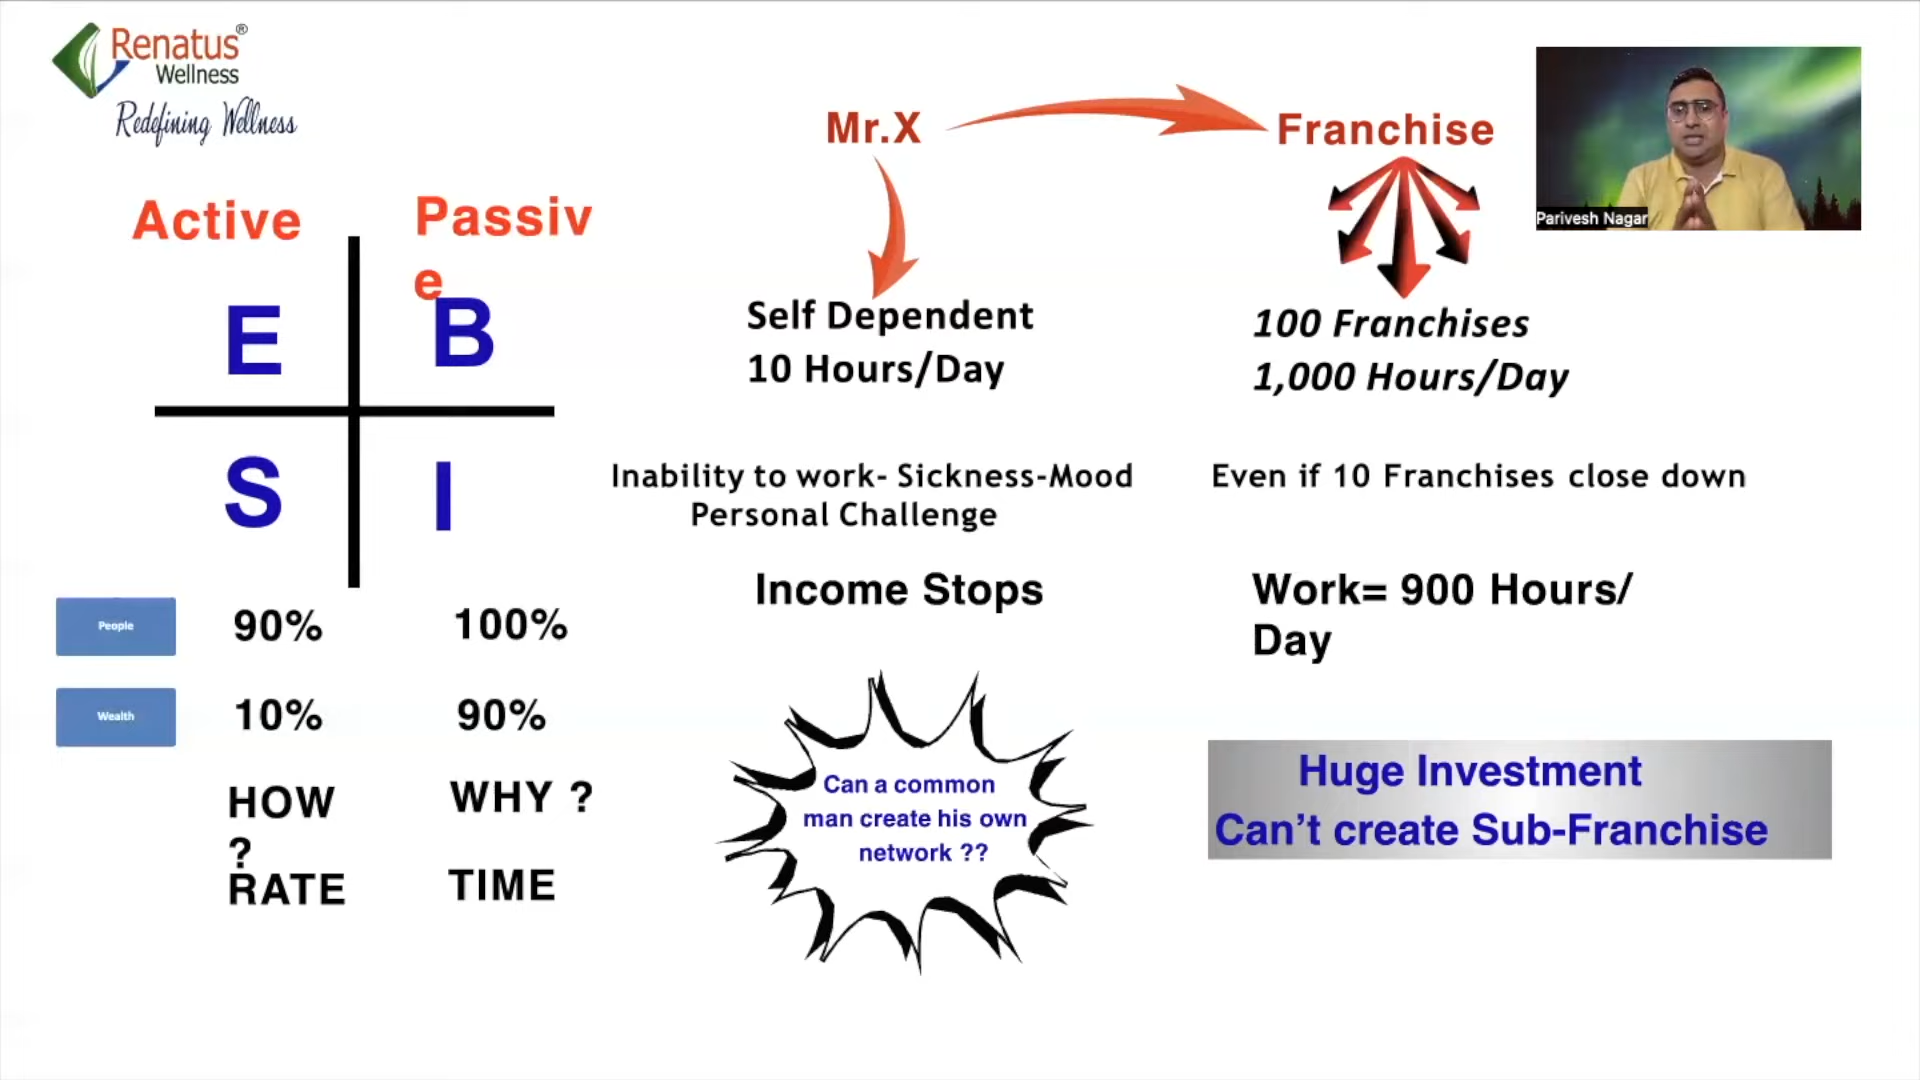 Renatus®
Wellness
Redefining Wellness
Mr.X
Franchise
Parivesh Nagar
Active
Passiv
e
E
B
S
I
Self Dependent
10 Hours/Day
100 Franchises
1,000 Hours/Day
Inability to work- Sickness-Mood
Personal Challenge
Even if 10 Franchises close down
Income Stops
Work= 900 Hours/
Day
People
90%
100%
Wealth
10%
90%
HOW
?
WHY ?
RATE
TIME
Can a common
man create his own
network ??
Huge Investment
Can’t create Sub-Franchise